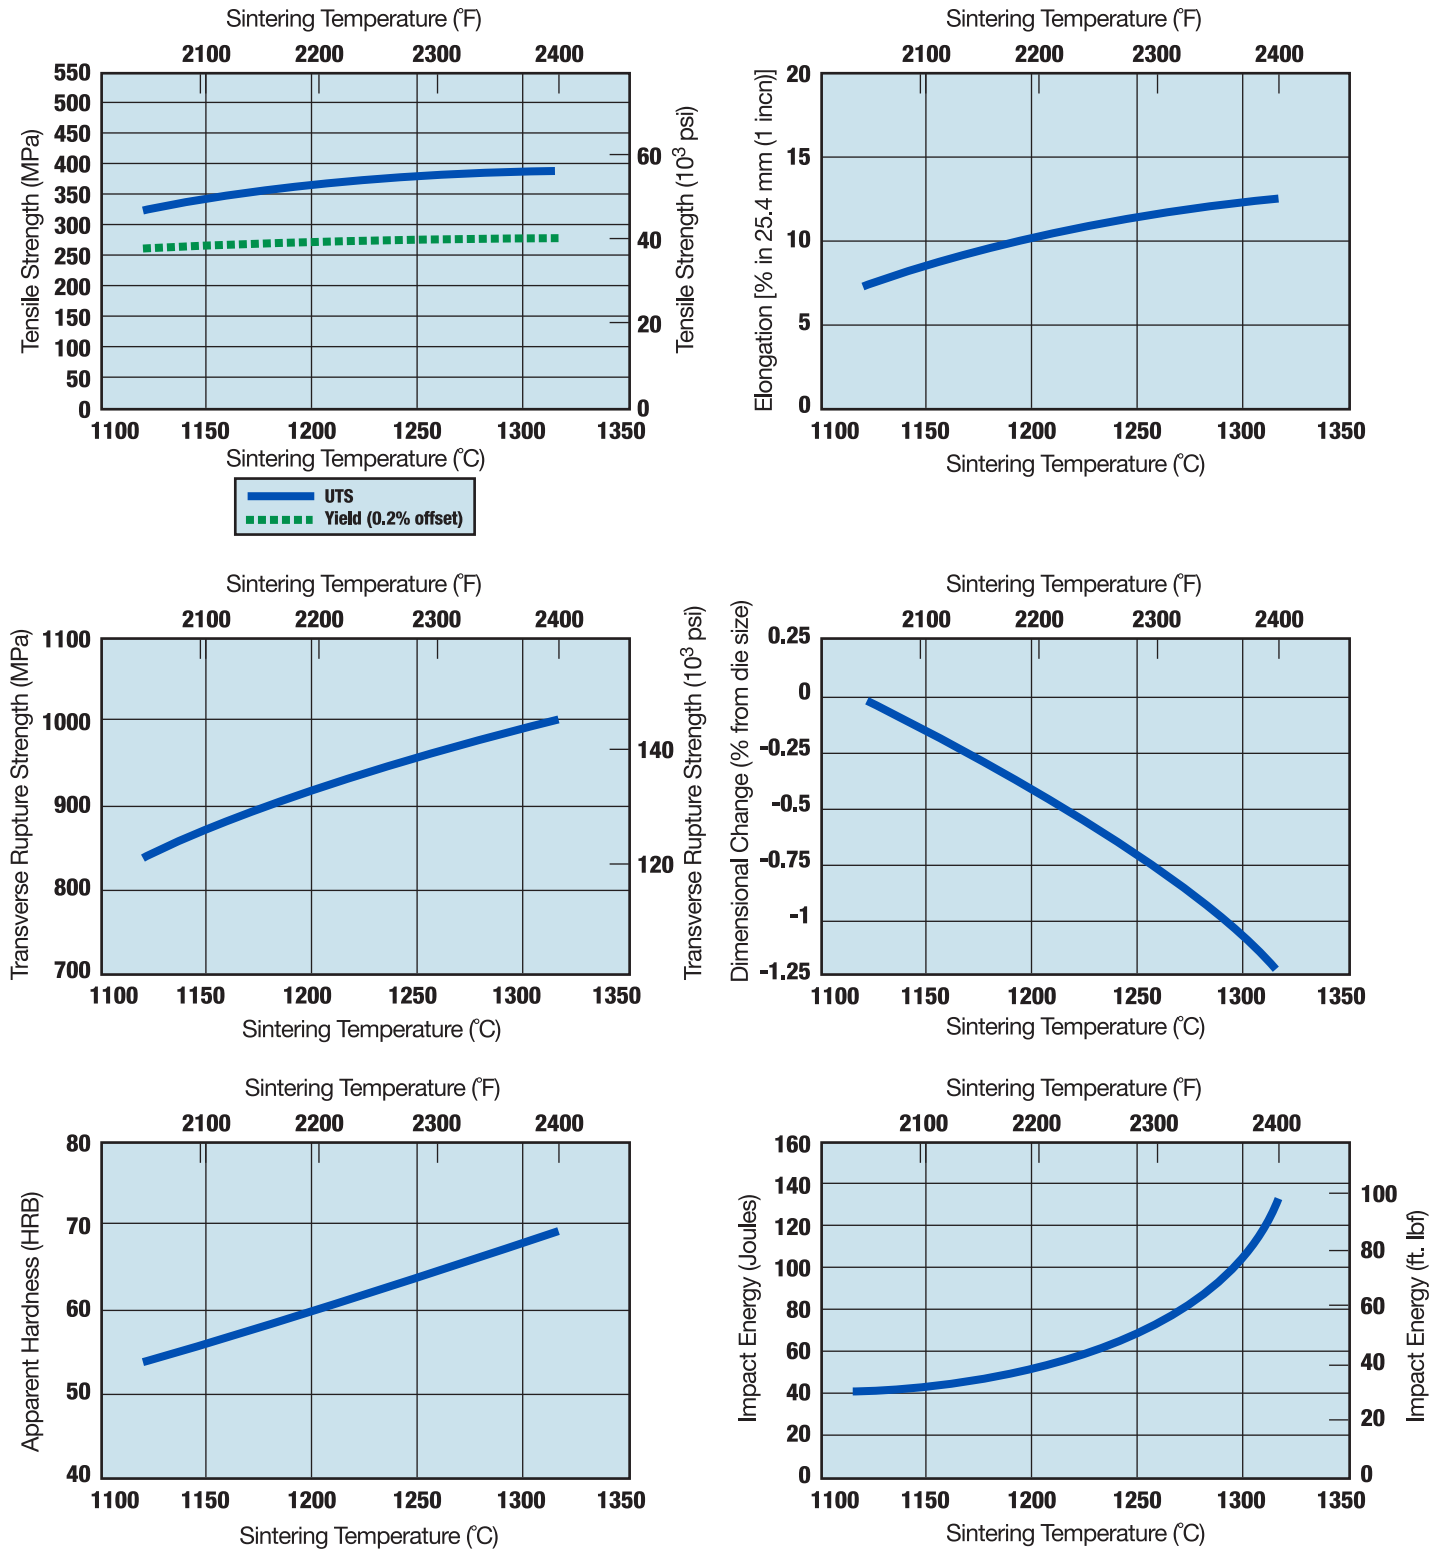 Sintering Temperature (°F)
2100 2200 2300 2400
550
500
450
400
350
300
250
200
150
100
50
0
Tensile Strength (MPa)
60
40
20
0
Tensile Strength (10³ psi)
1100 1150 1200 1250 1300 1350
Sintering Temperature (°C)
UTS
Yield (0.2% offset)
Sintering Temperature (°F)
2100 2200 2300 2400
20
15
10
5
0
Elongation [% in 25.4 mm (1 incn)]
1100 1150 1200 1250 1300 1350
Sintering Temperature (°C)
Sintering Temperature (°F)
2100 2200 2300 2400
1100
1000
900
800
700
Transverse Rupture Strength (MPa)
140
120
Transverse Rupture Strength (10³ psi)
1100 1150 1200 1250 1300 1350
Sintering Temperature (°C)
Sintering Temperature (°F)
2100 2200 2300 2400
0.25
0
-0.25
-0.5
-0.75
-1
-1.25
Dimensional Change (% from die size)
1100 1150 1200 1250 1300 1350
Sintering Temperature (°C)
Sintering Temperature (°F)
2100 2200 2300 2400
80
70
60
50
40
Apparent Hardness (HRB)
1100 1150 1200 1250 1300 1350
Sintering Temperature (°C)
Sintering Temperature (°F)
2100 2200 2300 2400
160
140
120
100
80
60
40
20
0
Impact Energy (Joules)
100
80
60
40
20
0
Impact Energy (ft. lbf)
1100 1150 1200 1250 1300 1350
Sintering Temperature (°C)